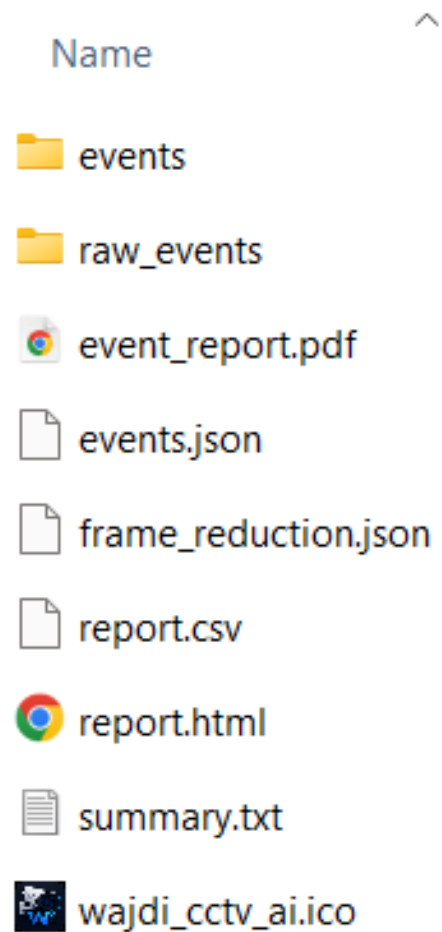 Name
events
raw_events
event_report.pdf
events.json
frame_reduction.json
report.csv
report.html
summary.txt
wajdi_cctv_ai.ico